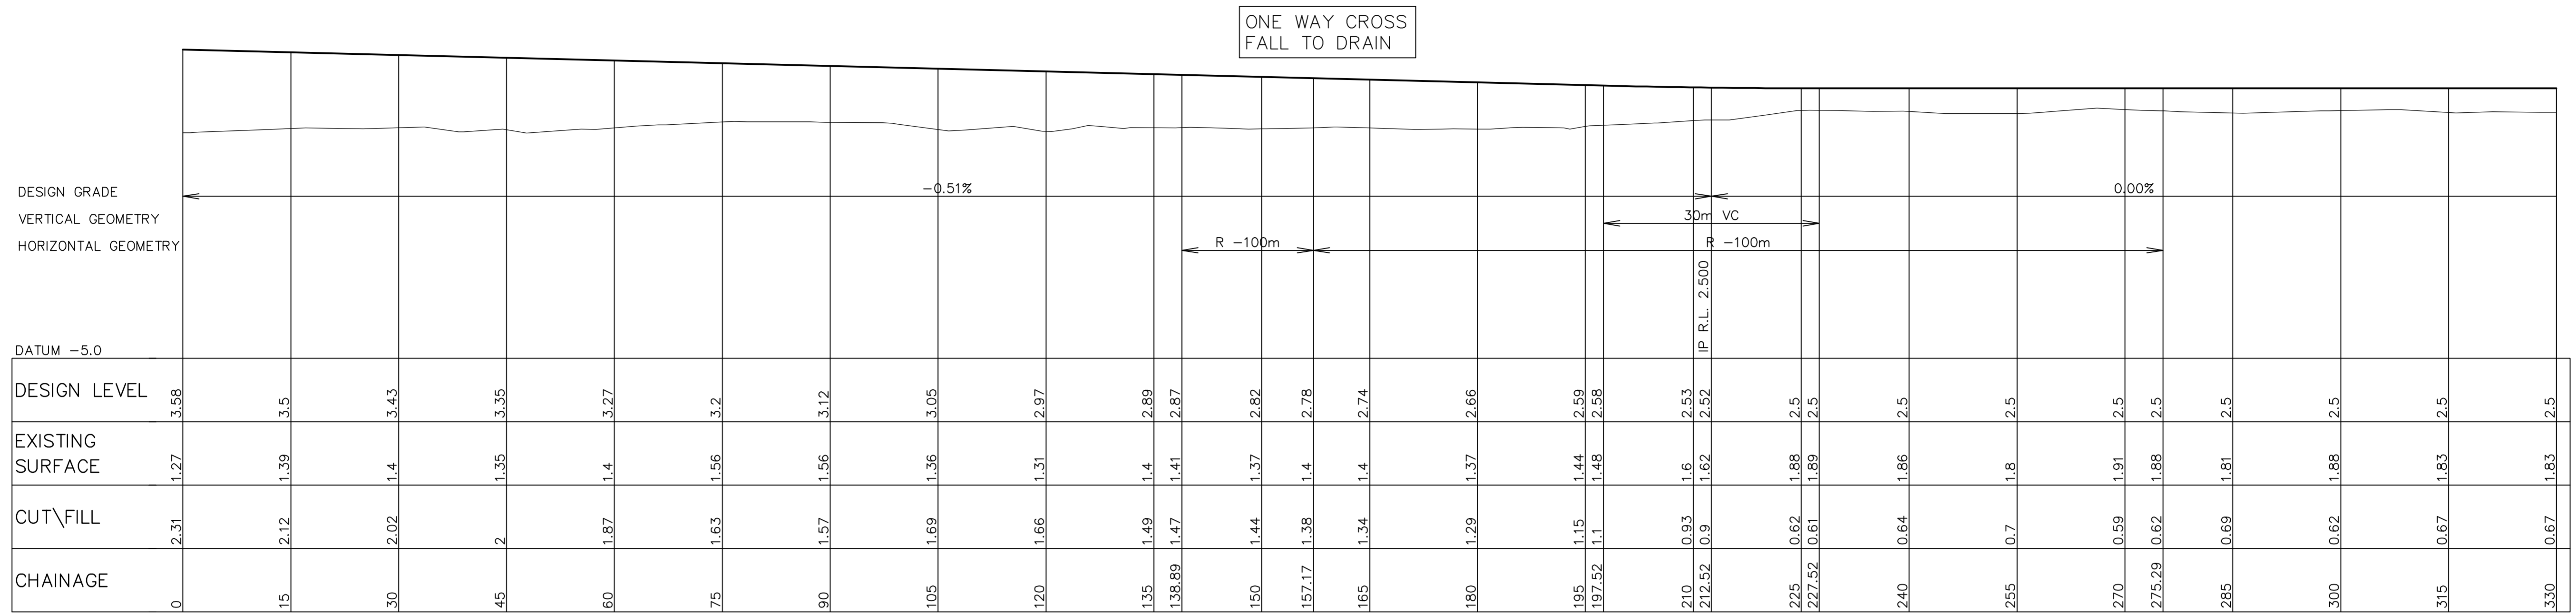 ONE WAY CROSS
FALL TO DRAIN
DESIGN GRADE -0.51% 0.00%
VERTICAL GEOMETRY 30m VC
HORIZONTAL GEOMETRY R -100m R -100m
IP R.L. 2.500
DATUM -5.0
DESIGN LEVEL 3.58 3.5 3.43 3.35 3.27 3.2 3.12 3.05 2.97 2.89 2.87 2.82 2.78 2.74 2.66 2.59 2.58 2.53 2.52 2.5 2.5 2.5 2.5 2.5 2.5 2.5 2.5 2.5 2.5
EXISTING
SURFACE 1.27 1.39 1.4 1.35 1.4 1.56 1.56 1.36 1.31 1.4 1.41 1.37 1.4 1.4 1.37 1.44 1.48 1.6 1.62 1.88 1.89 1.86 1.8 1.91 1.88 1.81 1.88 1.83 1.83
CUT\FILL 2.31 2.12 2.02 2 1.87 1.63 1.57 1.69 1.66 1.49 1.47 1.44 1.38 1.34 1.29 1.15 1.1 0.93 0.9 0.62 0.61 0.64 0.7 0.59 0.62 0.69 0.62 0.67 0.67
CHAINAGE 0 15 30 45 60 75 90 105 120 135 138.89 150 157.17 165 180 195 197.52 210 212.52 225 227.52 240 255 270 275.29 285 300 315 330